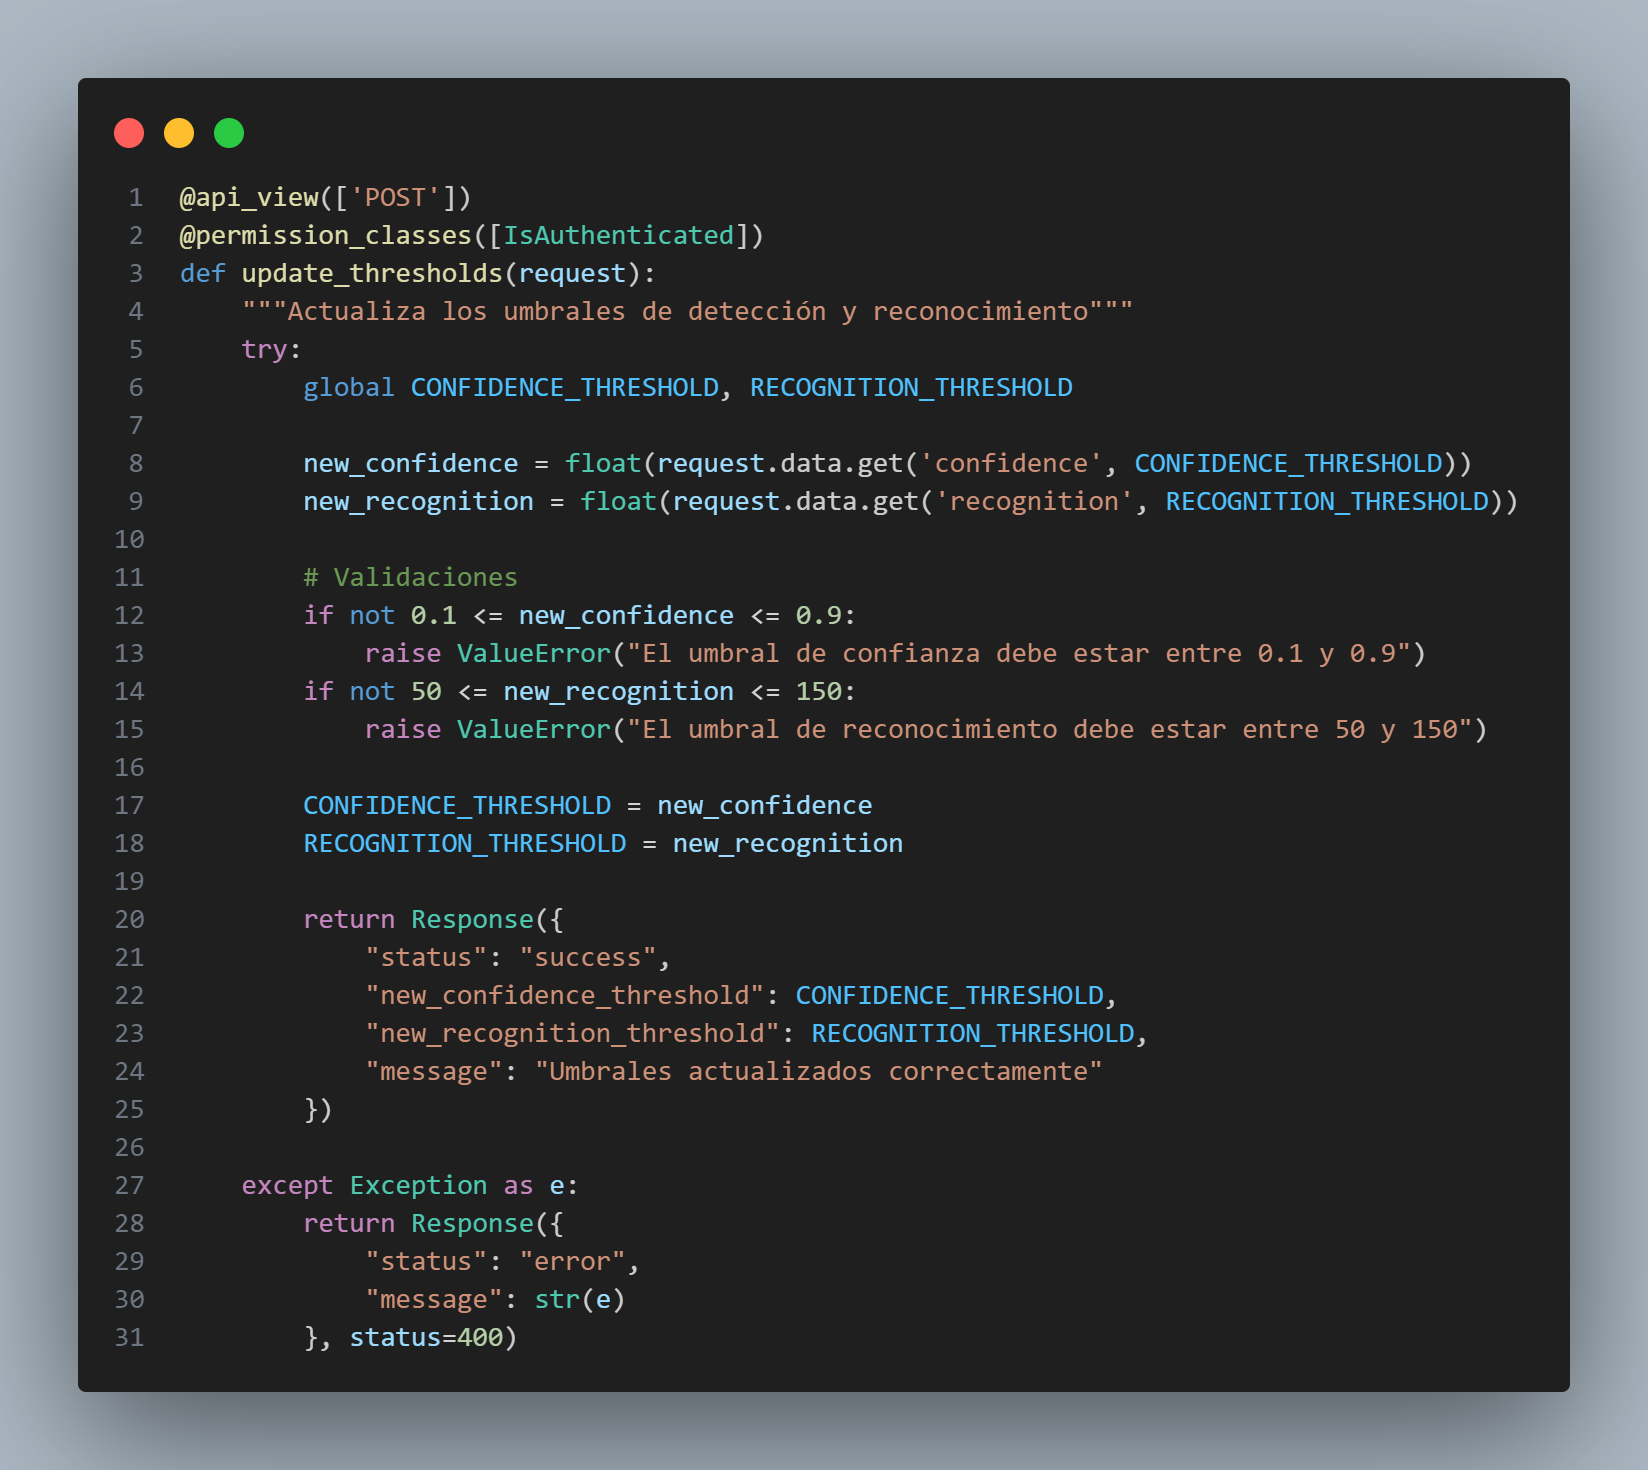 1 @api_view(['POST'])
2 @permission_classes([IsAuthenticated])
3 def update_thresholds(request):
4     """Actualiza los umbrales de detección y reconocimiento"""
5     try:
6         global CONFIDENCE_THRESHOLD, RECOGNITION_THRESHOLD
7
8         new_confidence = float(request.data.get('confidence', CONFIDENCE_THRESHOLD))
9         new_recognition = float(request.data.get('recognition', RECOGNITION_THRESHOLD))
10
11         # Validaciones
12         if not 0.1 <= new_confidence <= 0.9:
13             raise ValueError("El umbral de confianza debe estar entre 0.1 y 0.9")
14         if not 50 <= new_recognition <= 150:
15             raise ValueError("El umbral de reconocimiento debe estar entre 50 y 150")
16
17         CONFIDENCE_THRESHOLD = new_confidence
18         RECOGNITION_THRESHOLD = new_recognition
19
20         return Response({
21             "status": "success",
22             "new_confidence_threshold": CONFIDENCE_THRESHOLD,
23             "new_recognition_threshold": RECOGNITION_THRESHOLD,
24             "message": "Umbrales actualizados correctamente"
25         })
26
27     except Exception as e:
28         return Response({
29             "status": "error",
30             "message": str(e)
31         }, status=400)